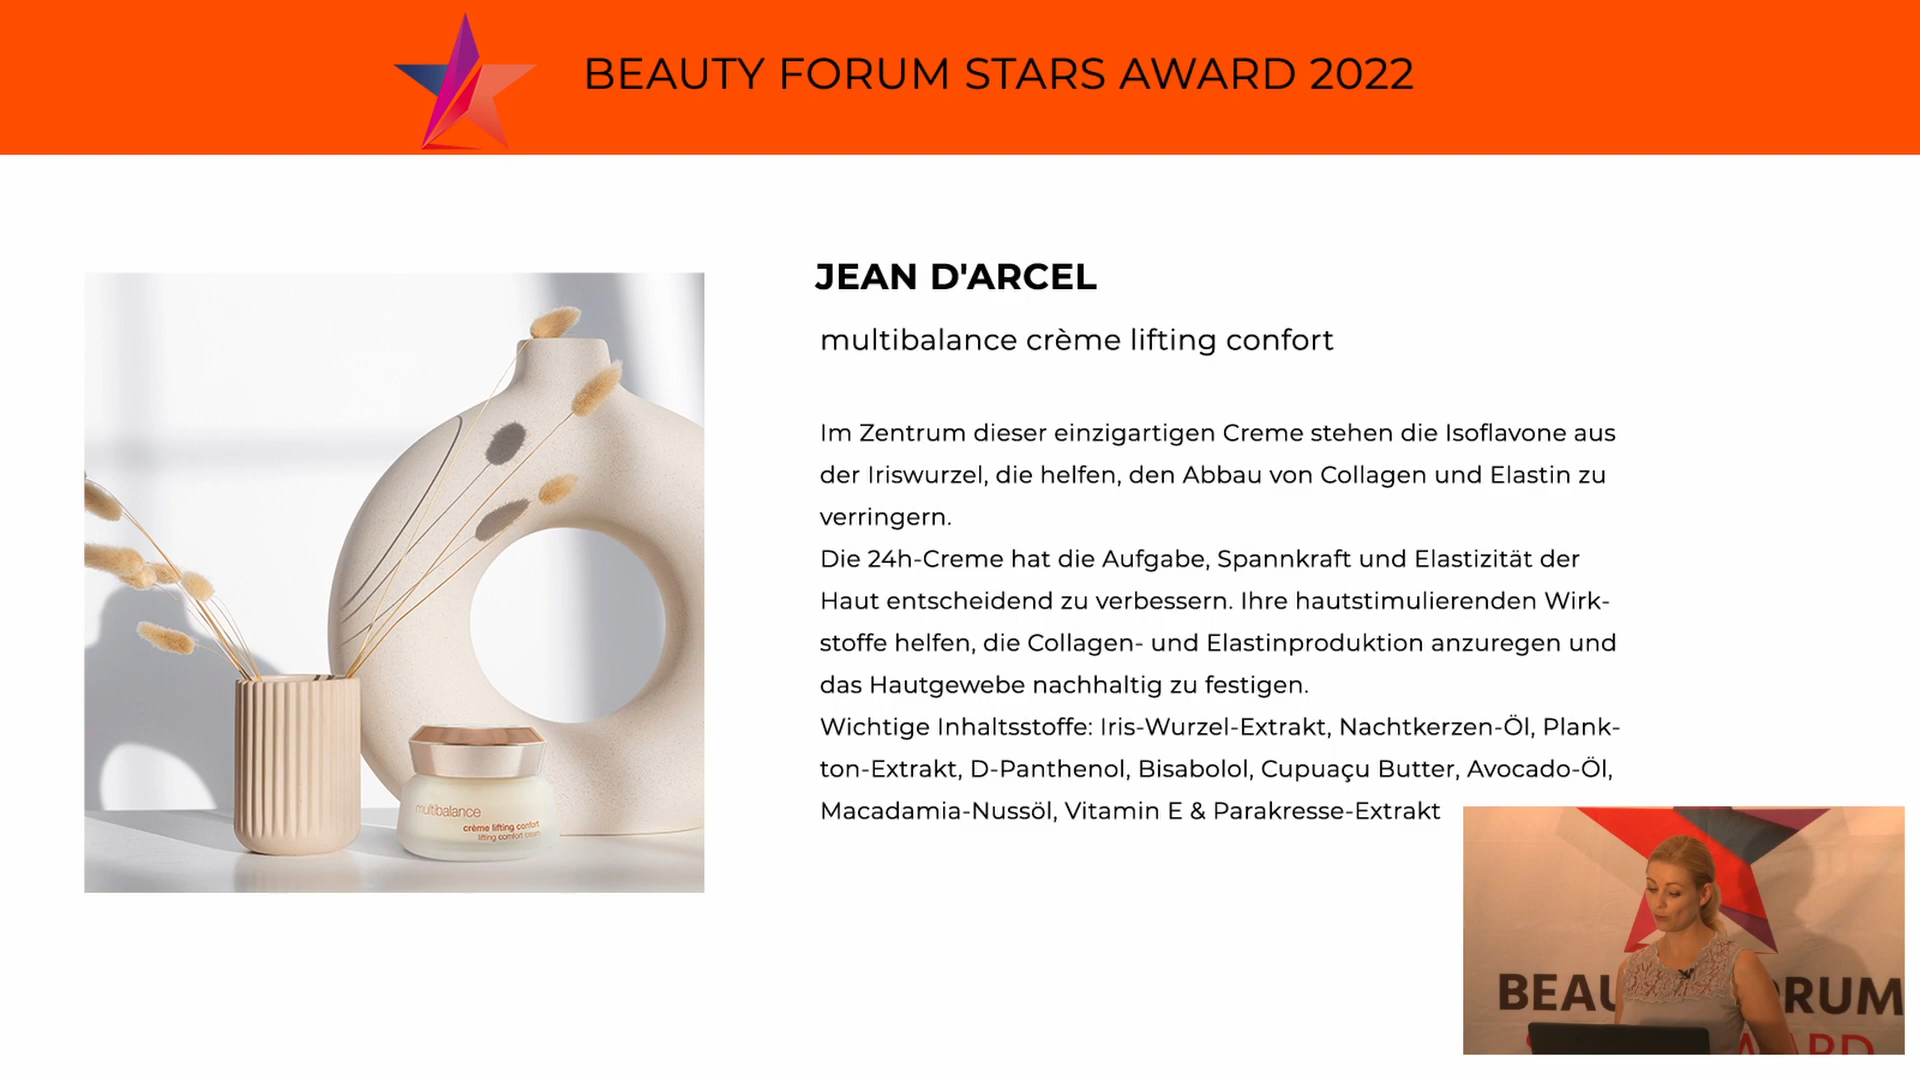 BEAUTY FORUM STARS AWARD 2022
JEAN D'ARCEL
multibalance crème lifting confort
Im Zentrum dieser einzigartigen Creme stehen die Isoflavone aus
der Iriswurzel, die helfen, den Abbau von Collagen und Elastin zu
verringern.
Die 24h-Creme hat die Aufgabe, Spannkraft und Elastizität der
Haut entscheidend zu verbessern. Ihre hautstimulierenden Wirk-
stoffe helfen, die Collagen- und Elastinproduktion anzuregen und
das Hautgewebe nachhaltig zu festigen.
Wichtige Inhaltsstoffe: Iris-Wurzel-Extrakt, Nachtkerzen-Öl, Plank-
ton-Extrakt, D-Panthenol, Bisabolol, Cupuaçu Butter, Avocado-Öl,
Macadamia-Nussöl, Vitamin E & Parakresse-Extrakt
multibalance
crème lifting confort
lifting comfort cream
BEAU RUM